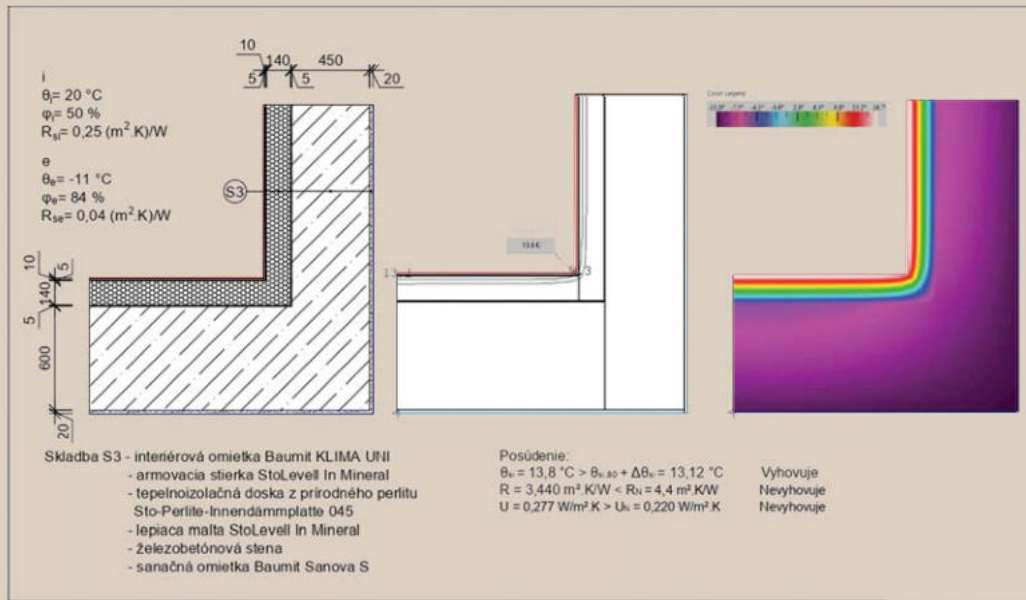 10
140
450
5
5
20
i
θi= 20 °C
φi= 50 %
Rsi= 0,25 (m².K)/W
e
θe= -11 °C
φe= 84 %
Rse= 0,04 (m².K)/W
S3
10
5
140
5
600
20
Color Legend
Skladba S3 - interiérová omietka Baumit KLIMA UNI
- armovacia stierka StoLevell In Mineral
- tepelnoizolačná doska z prírodného perlitu
Sto-Perlite-Innendämmplatte 045
- lepiaca malta StoLevell In Mineral
- železobetónová stena
- sanačná omietka Baumit Sanova S
Posúdenie:
θsi = 13,8 °C > θsi,80 + Δθsi = 13,12 °C Vyhovuje
R = 3,440 m².K/W < RN = 4,4 m².K/W Nevyhovuje
U = 0,277 W/m².K > UN = 0,220 W/m².K Nevyhovuje